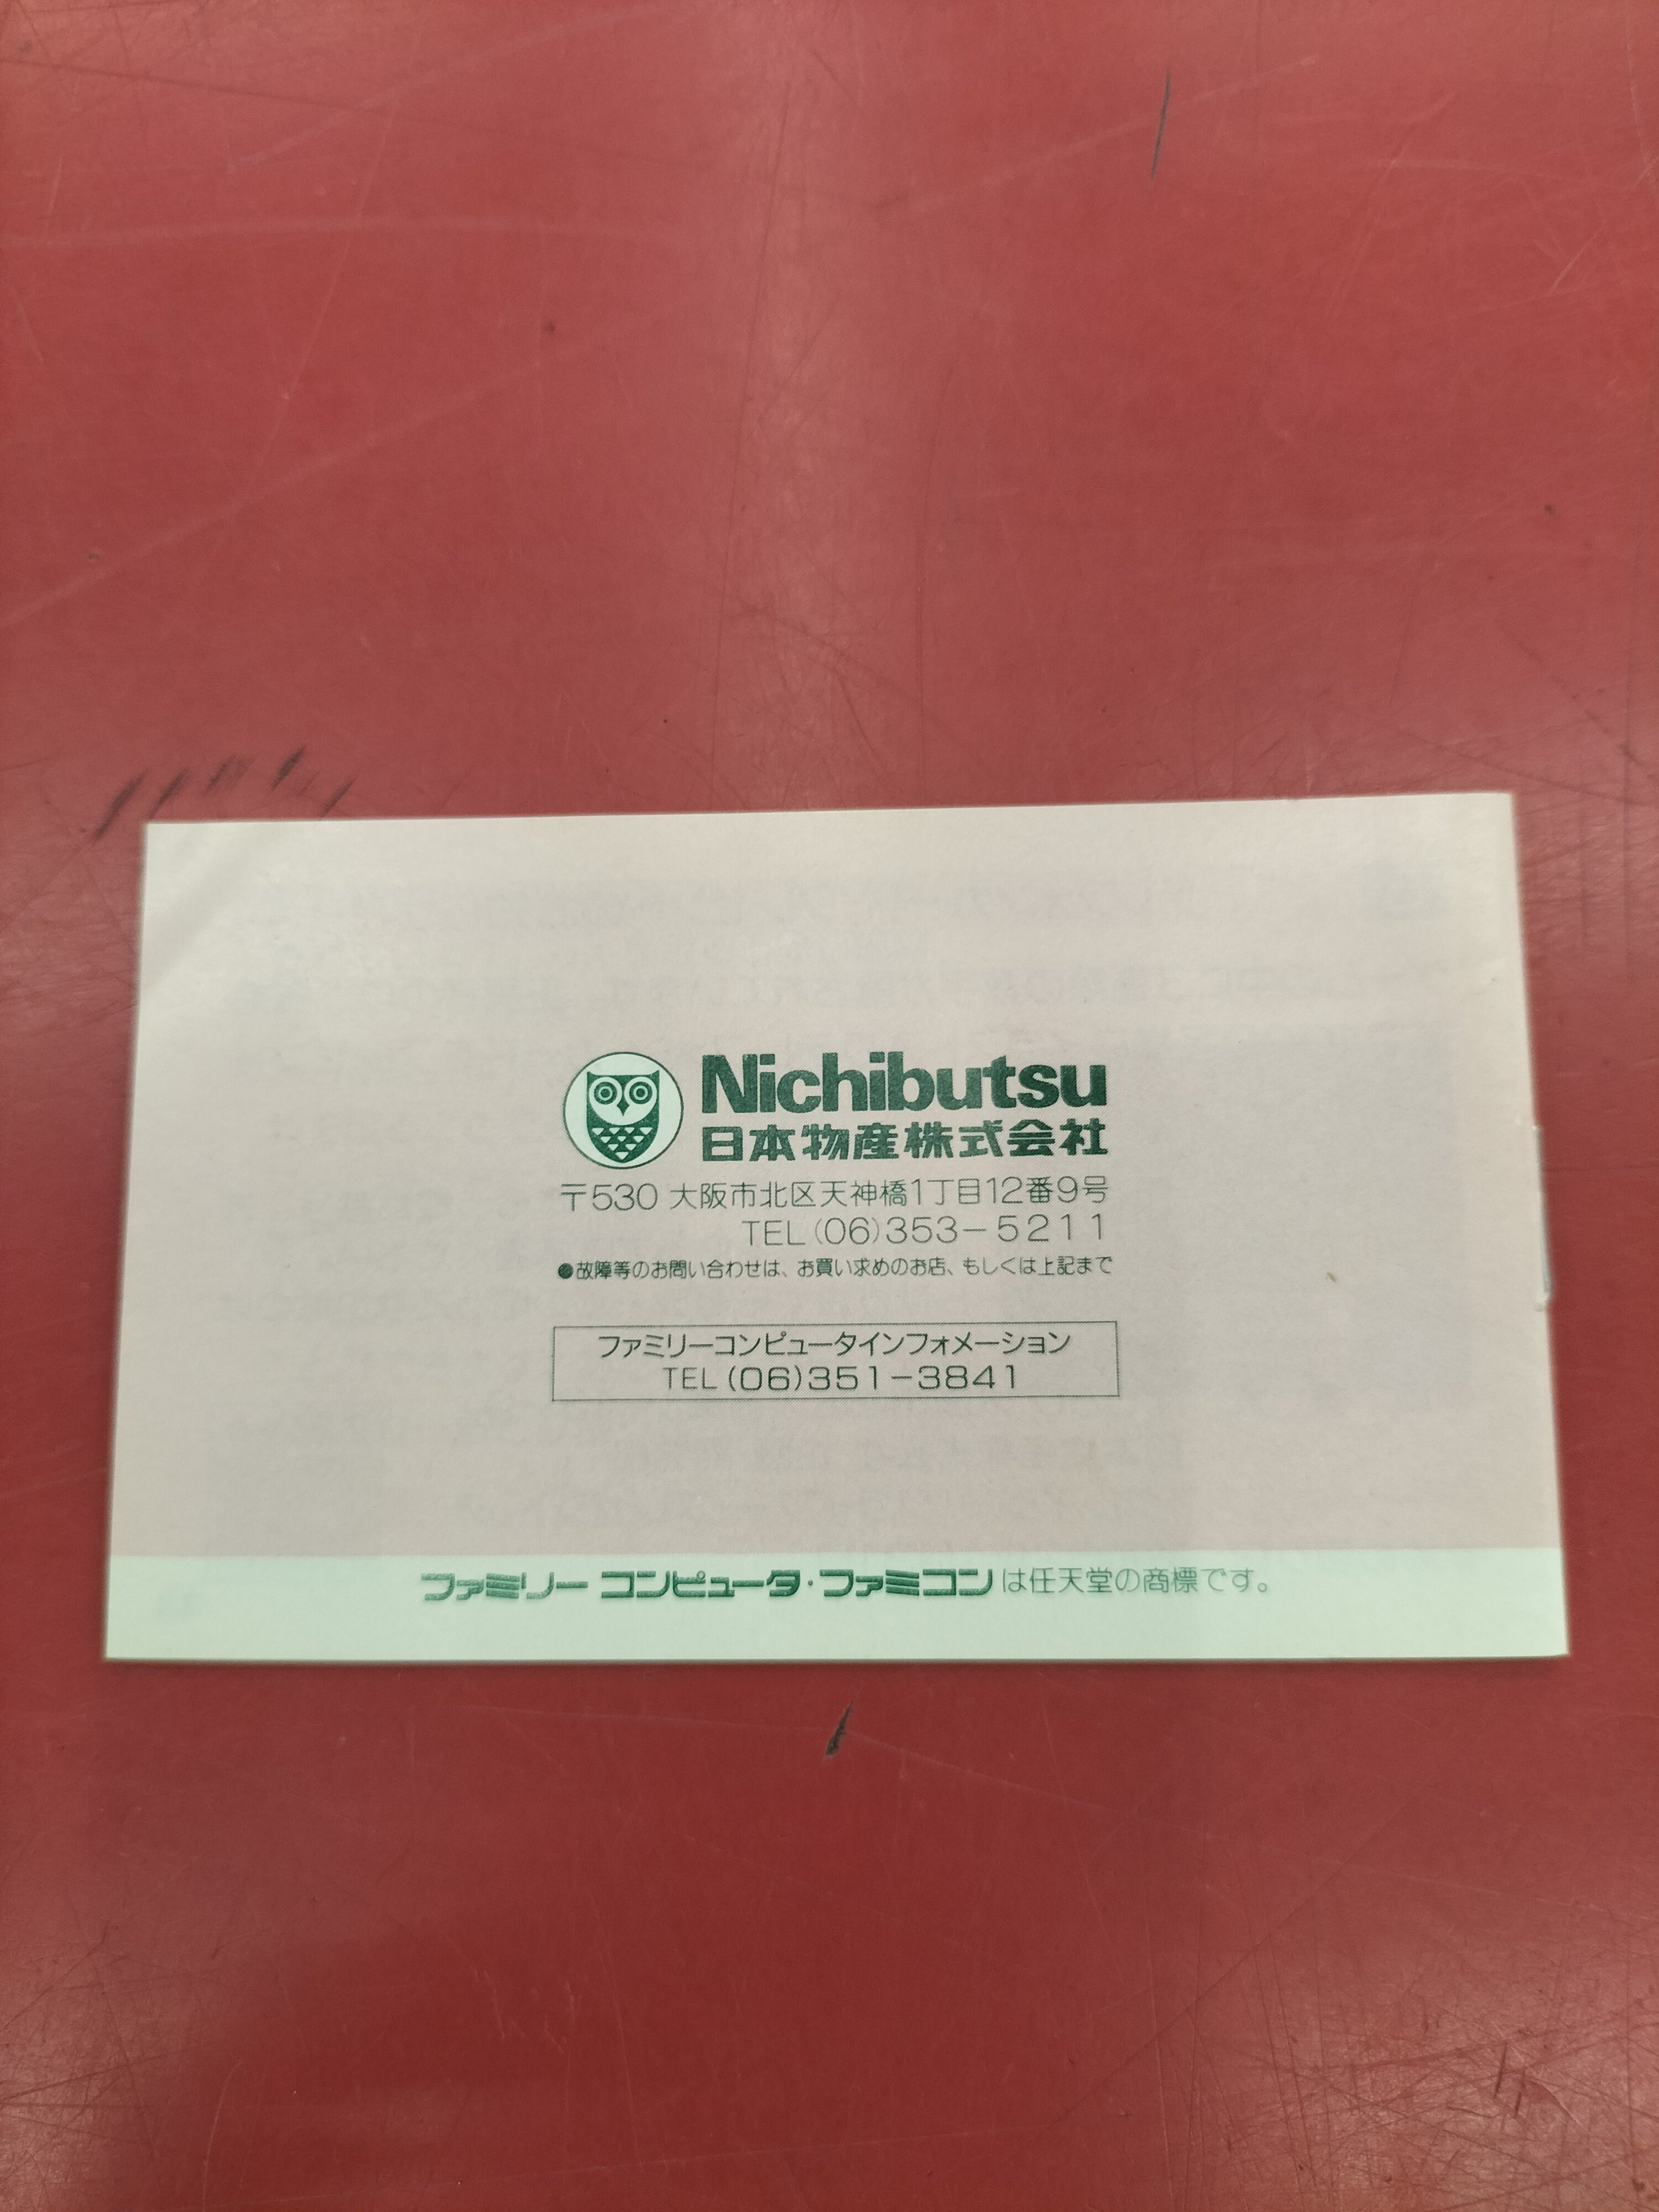 Nichibutsu
日本物産株式会社
〒530 大阪市北区天神橋1丁目12番9号
TEL(06)353-5211
●故障等のお問い合わせは、お買い求めのお店、もしくは上記まで
ファミリーコンピュータインフォメーション
TEL(06)351-3841
ファミリー コンピュータ・ファミコンは任天堂の商標です。